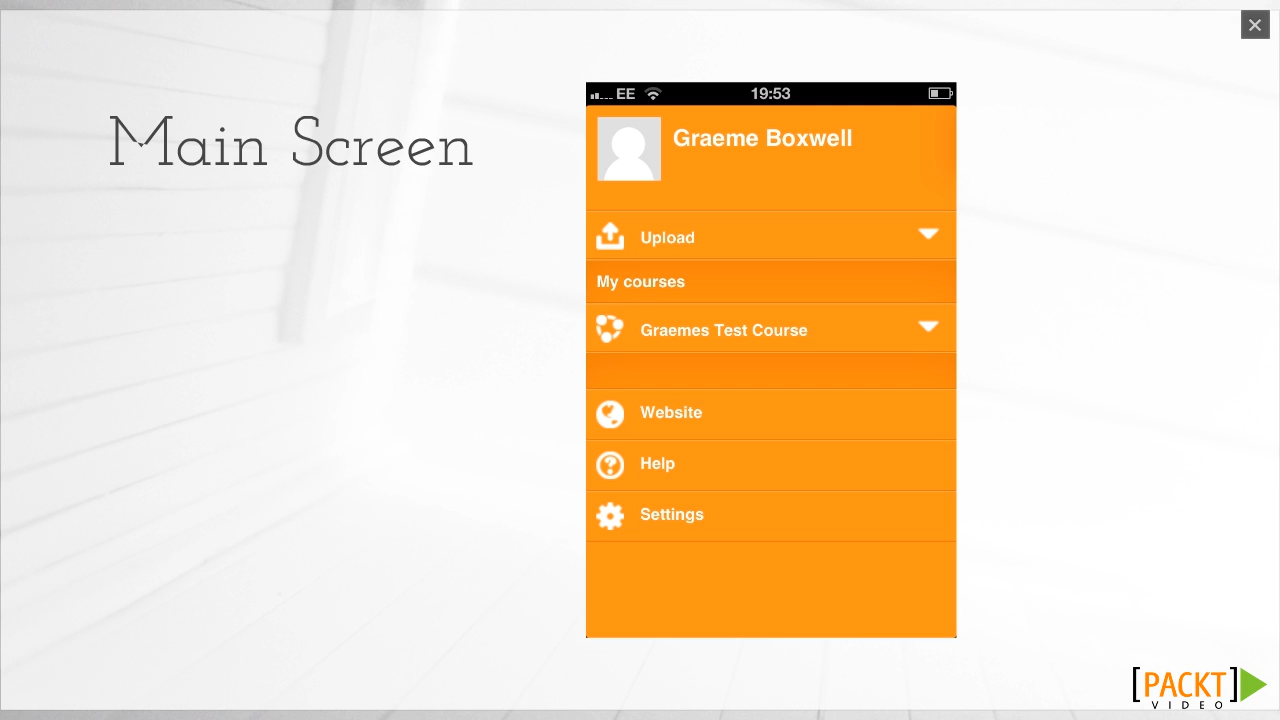 Main Screen
EE 19:53
Graeme Boxwell
Upload
My courses
Graemes Test Course
Website
Help
Settings
[PACKT]
VIDEO